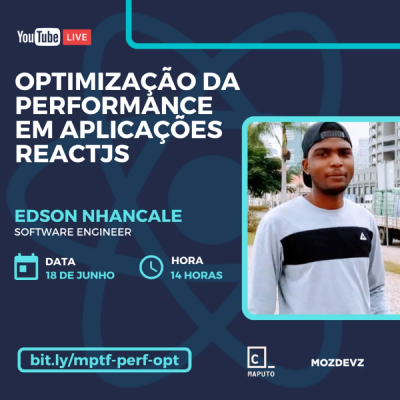 YouTube LIVE
OPTIMIZAÇÃO DA
PERFORMANCE
EM APLICAÇÕES
REACTJS
EDSON NHANCALE
SOFTWARE ENGINEER
DATA
18 DE JUNHO
HORA
14 HORAS
bit.ly/mptf-perf-opt
C_
MAPUTO
MOZDEVZ